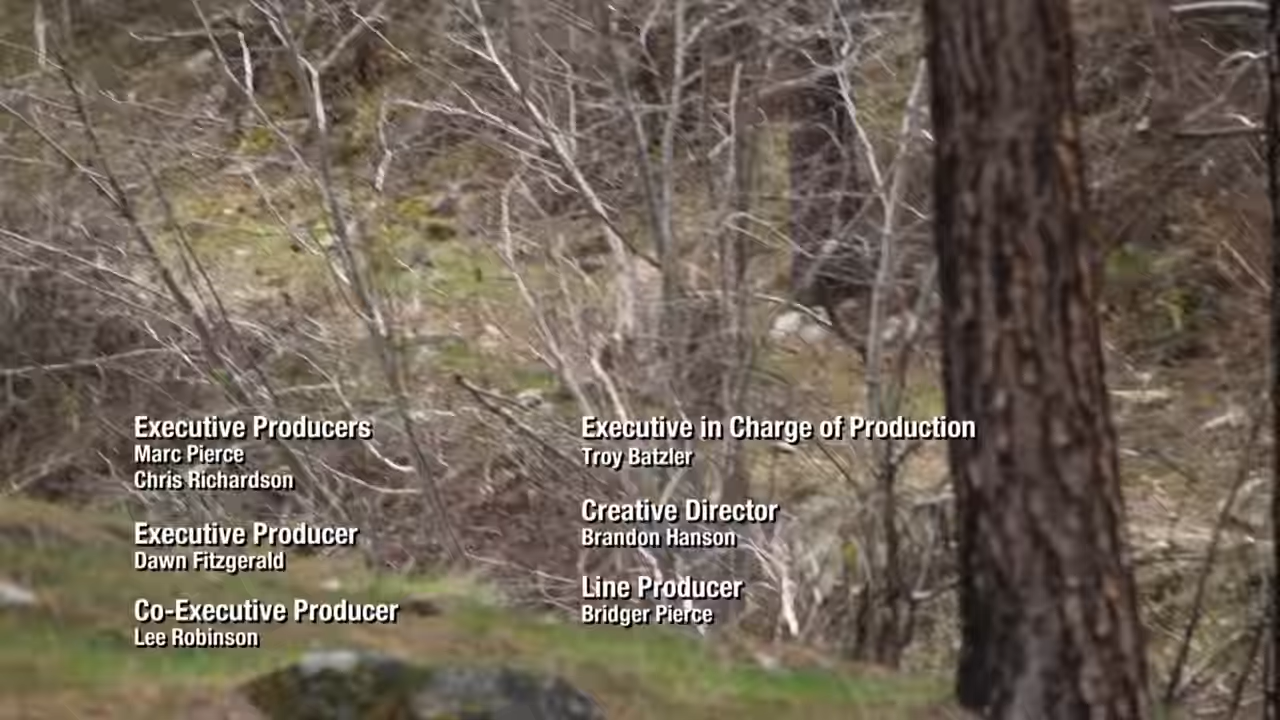 Executive Producers
Marc Pierce
Chris Richardson
Executive Producer
Dawn Fitzgerald
Co-Executive Producer
Lee Robinson
Executive in Charge of Production
Troy Batzler
Creative Director
Brandon Hanson
Line Producer
Bridger Pierce